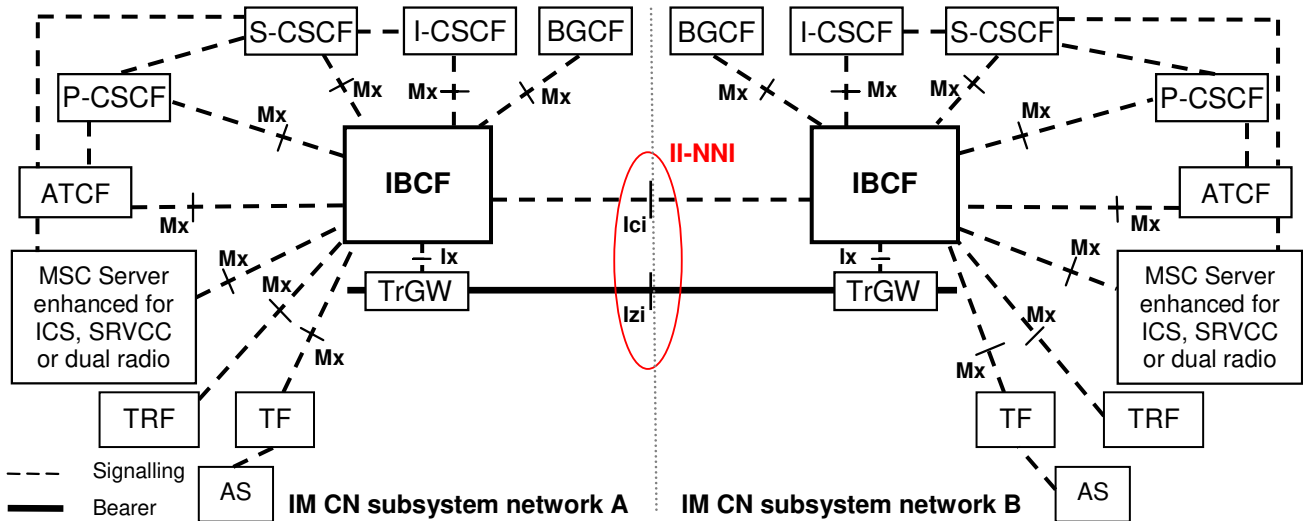 S-CSCF
I-CSCF
BGCF
BGCF
I-CSCF
S-CSCF
P-CSCF
Mx
Mx
Mx
Mx
Mx
Mx
P-CSCF
Mx
Mx
IBCF
II-NNI
IBCF
ATCF
ATCF
Mx
Ici
Mx
Mx
Ix
Ix
Mx
MSC Server
enhanced for
ICS, SRVCC
or dual radio
Mx
TrGW
TrGW
MSC Server
enhanced for
ICS, SRVCC
or dual radio
Izi
Mx
Mx
Mx
TRF
TF
TF
TRF
Signalling
AS
AS
Bearer
IM CN subsystem network A
IM CN subsystem network B